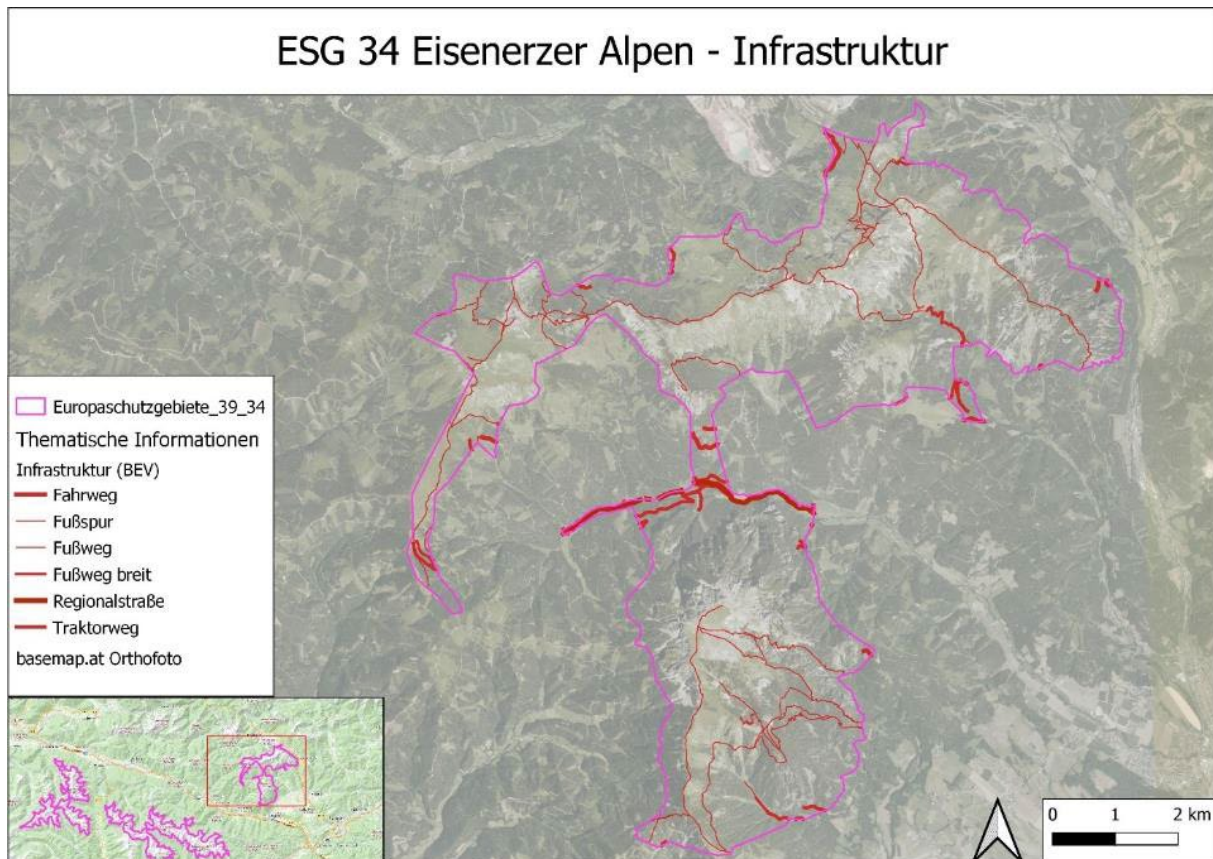 ESG 34 Eisenerzer Alpen - Infrastruktur
Europaschutzgebiete_39_34
Thematische Informationen
Infrastruktur (BEV)
Fahrweg
Fußspur
Fußweg
Fußweg breit
Regionalstraße
Traktorweg
basemap.at Orthofoto
0 1 2 km